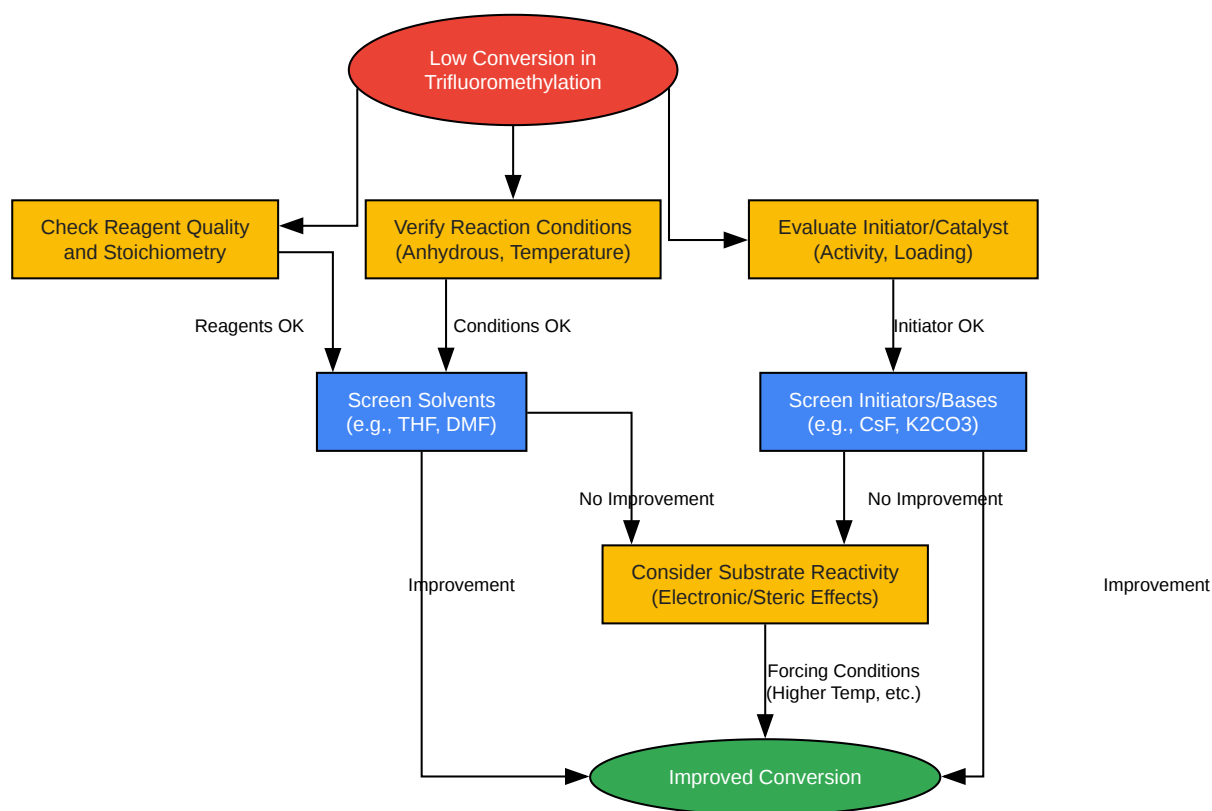 Low Conversion in
Trifluoromethylation
Check Reagent Quality
and Stoichiometry
Verify Reaction Conditions
(Anhydrous, Temperature)
Evaluate Initiator/Catalyst
(Activity, Loading)
Reagents OK
Conditions OK
Initiator OK
Screen Solvents
(e.g., THF, DMF)
Screen Initiators/Bases
(e.g., CsF, K2CO3)
No Improvement
No Improvement
Improvement
Consider Substrate Reactivity
(Electronic/Steric Effects)
Improvement
Forcing Conditions
(Higher Temp, etc.)
Improved Conversion